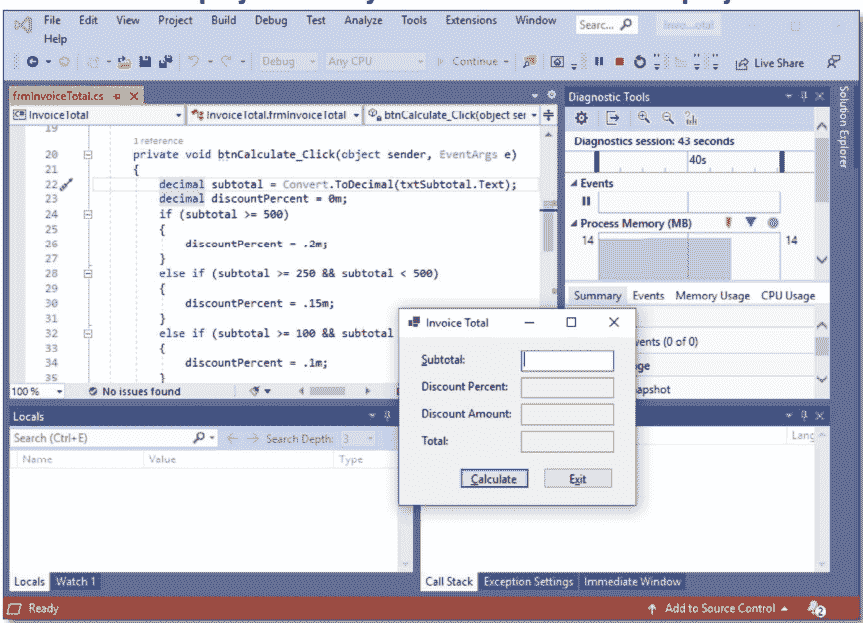 File Edit View Project Build Debug Test Analyze Tools Extensions Window Searc...
Help
Debug Any CPU Continue Live Share
frmInvoiceTotal.cs Diagnostic Tools
InvoiceTotal InvoiceTotal.frmInvoiceTotal btnCalculate_Click(object ser
Solution Explorer
Diagnostics session: 43 seconds
40s
Events
Process Memory (MB)
14 14
Summary Events Memory Usage CPU Usage
vents (0 of 0)
ge
apshot
19
1 reference
20 private void btnCalculate_Click(object sender, EventArgs e)
21 {
22 decimal subtotal = Convert.ToDecimal(txtSubtotal.Text);
23 decimal discountPercent = 0m;
24 if (subtotal >= 500)
25 {
26 discountPercent = .2m;
27 }
28 else if (subtotal >= 250 && subtotal < 500)
29 {
30 discountPercent = .15m;
31 }
32 else if (subtotal >= 100 && subtotal
33 {
34 discountPercent = .1m;
35 }
100 % No issues found
Invoice Total
Subtotal:
Discount Percent:
Discount Amount:
Total:
Calculate Exit
Locals
Search (Ctrl+E) Search Depth: 3
Name Value Type
Lang
Locals Watch 1
Call Stack Exception Settings Immediate Window
Ready Add to Source Control 2